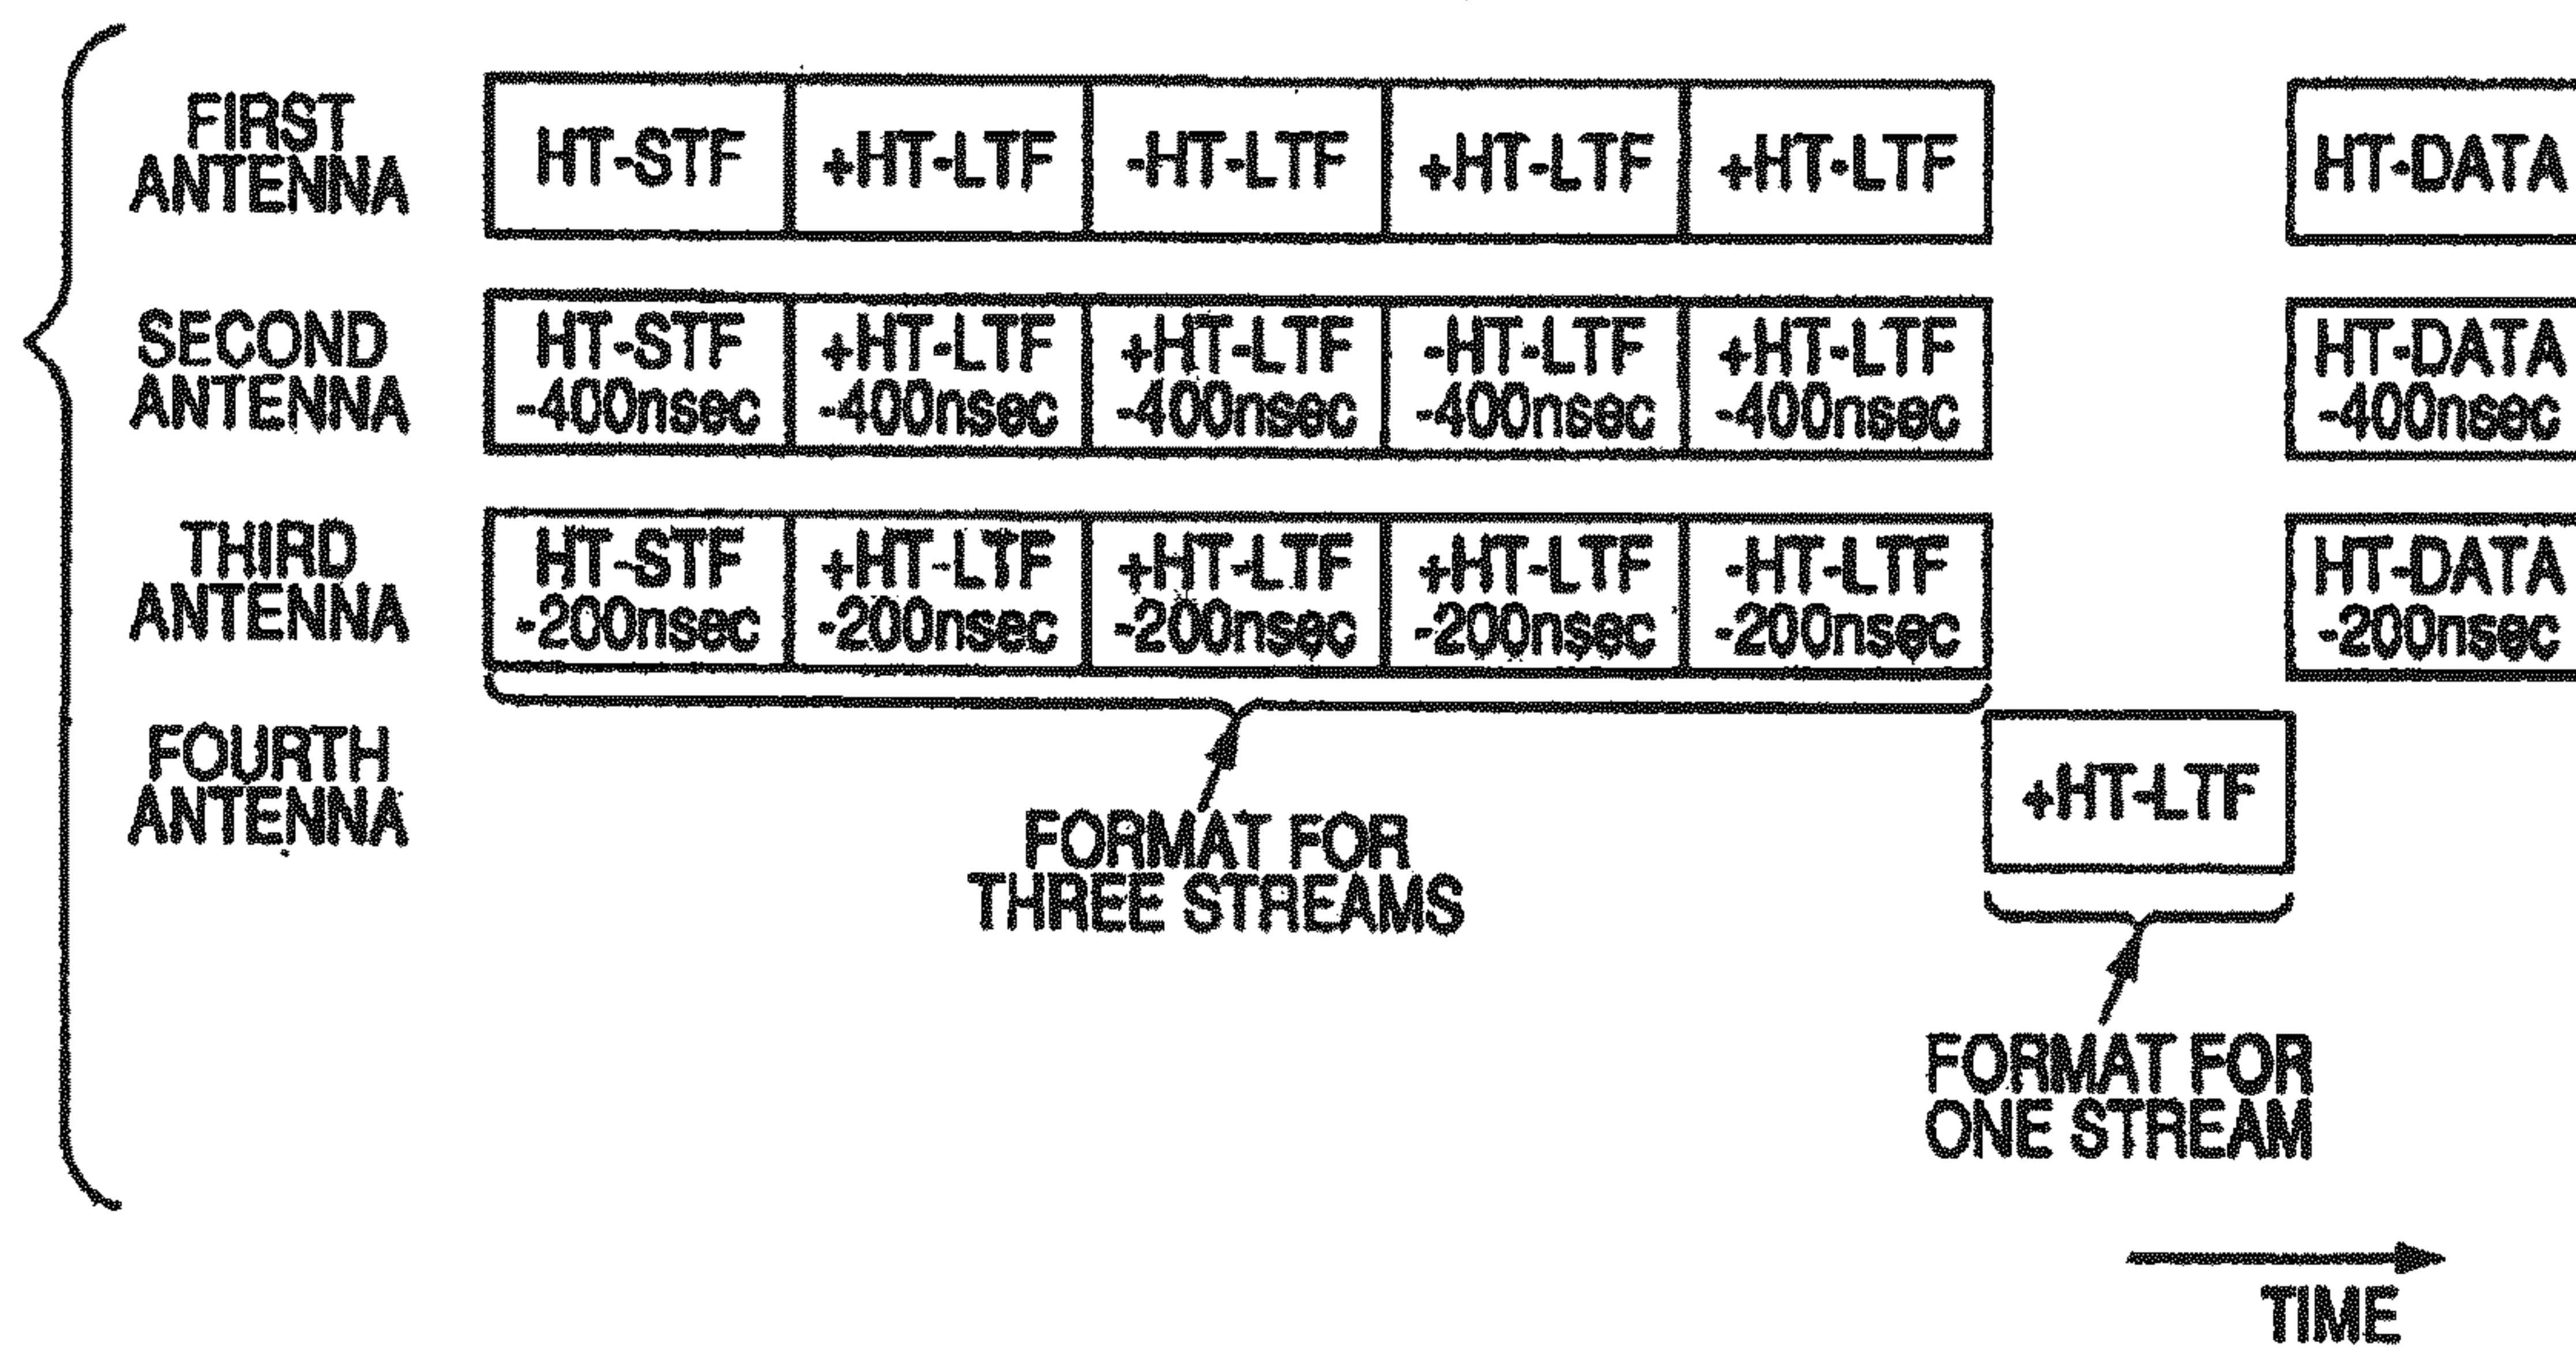 FIRST
ANTENNA
HT-STF
+HT-LTF
-HT-LTF
+HT-LTF
+HT-LTF
HT-DATA
SECOND
ANTENNA
HT-STF
-400nsec
+HT-LTF
-400nsec
+HT-LTF
-400nsec
-HT-LTF
-400nsec
+HT-LTF
-400nsec
HT-DATA
-400nsec
THIRD
ANTENNA
HT-STF
-200nsec
+HT-LTF
-200nsec
+HT-LTF
-200nsec
+HT-LTF
-200nsec
-HT-LTF
-200nsec
HT-DATA
-200nsec
FOURTH
ANTENNA
+HT-LTF
FORMAT FOR
THREE STREAMS
FORMAT FOR
ONE STREAM
TIME